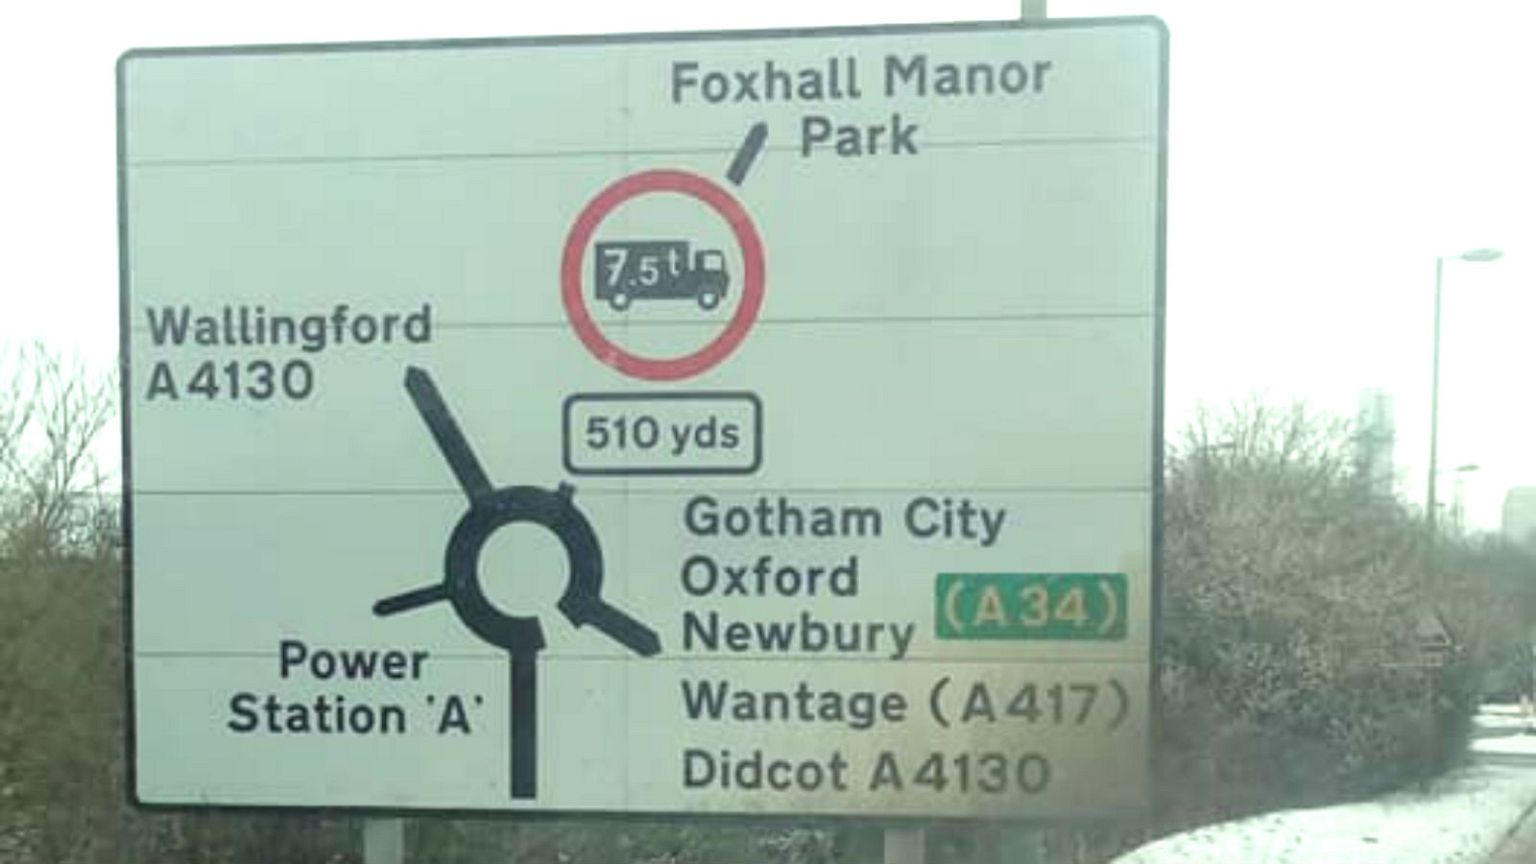 Foxhall Manor
Park
7.5t
Wallingford
A4130
510 yds
Gotham City
Oxford
Newbury (A34)
Power
Station 'A'
Wantage (A417)
Didcot A4130